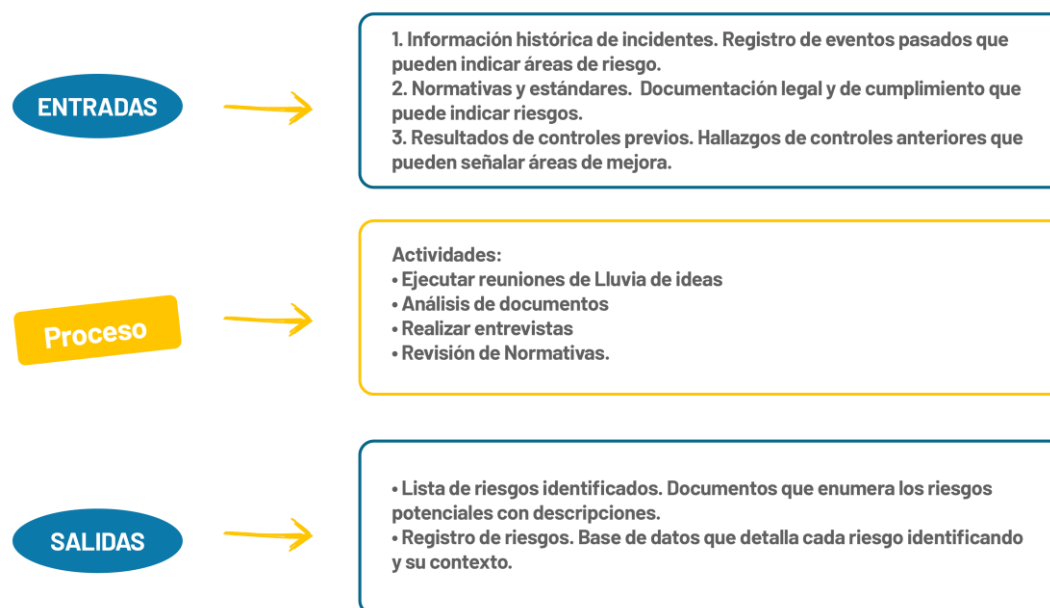 ENTRADAS
1. Información histórica de incidentes. Registro de eventos pasados que
pueden indicar áreas de riesgo.
2. Normativas y estándares.  Documentación legal y de cumplimiento que
puede indicar riesgos.
3. Resultados de controles previos. Hallazgos de controles anteriores que
pueden señalar áreas de mejora.
Proceso
Actividades:
• Ejecutar reuniones de Lluvia de ideas
• Análisis de documentos
• Realizar entrevistas
• Revisión de Normativas.
SALIDAS
• Lista de riesgos identificados. Documentos que enumera los riesgos
potenciales con descripciones.
• Registro de riesgos. Base de datos que detalla cada riesgo identificando
y su contexto.